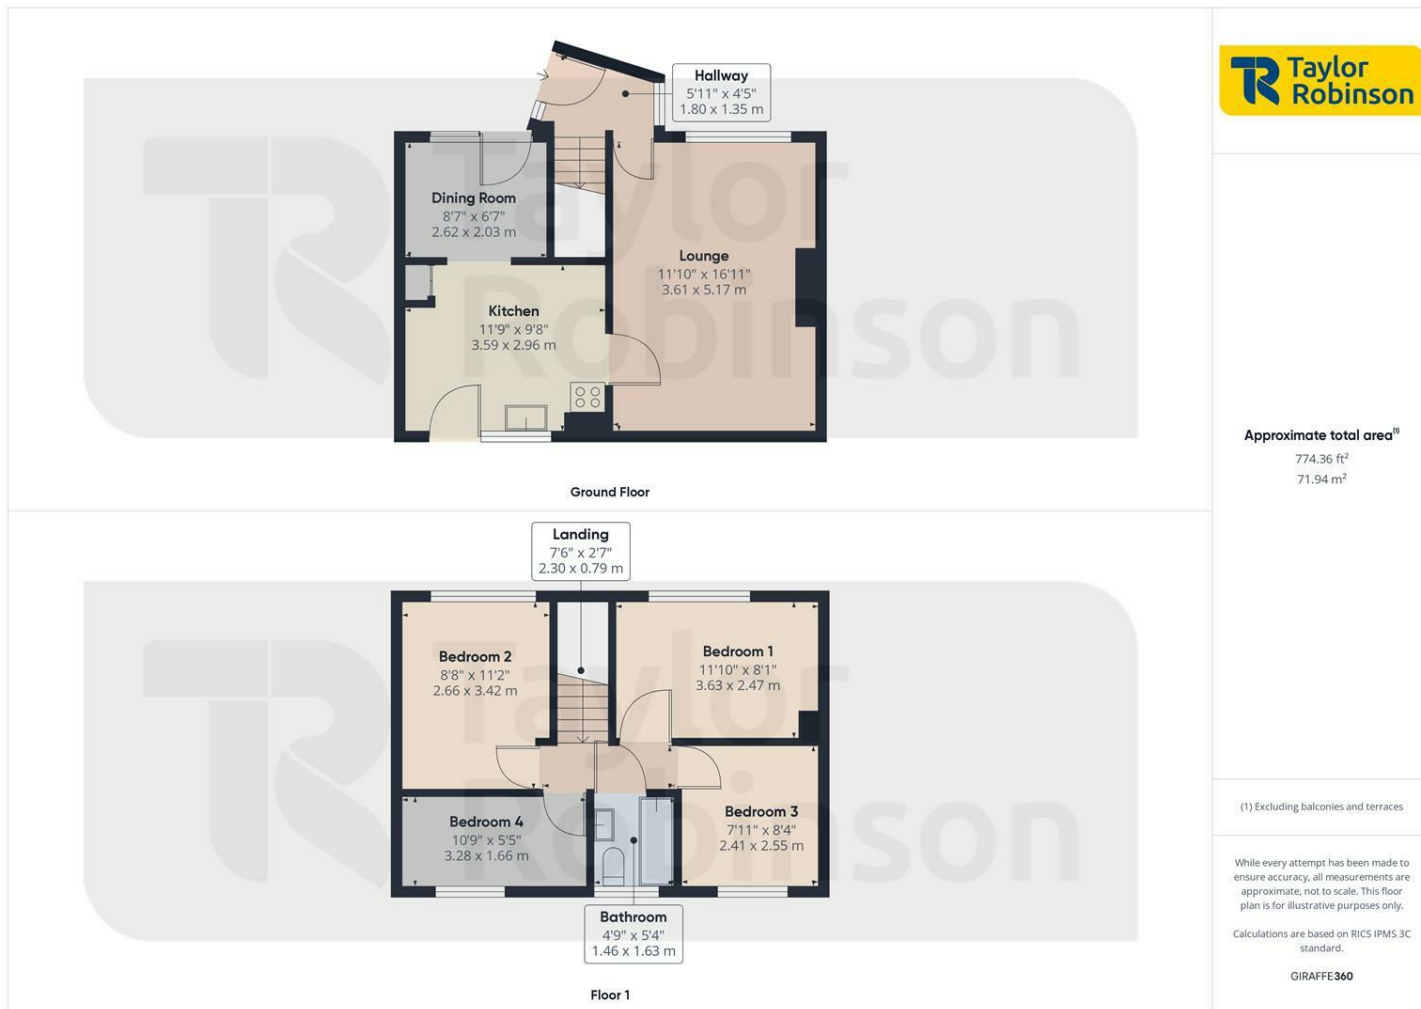 Taylor
Robinson
Hallway
5'11" x 4'5"
1.80 x 1.35 m
Dining Room
8'7" x 6'7"
2.62 x 2.03 m
Lounge
11'10" x 16'11"
3.61 x 5.17 m
Kitchen
11'9" x 9'8"
3.59 x 2.96 m
Taylor
Robinson
Ground Floor
Landing
7'6" x 2'7"
2.30 x 0.79 m
Bedroom 2
8'8" x 11'2"
2.66 x 3.42 m
Bedroom 1
11'10" x 8'1"
3.63 x 2.47 m
Bedroom 4
10'9" x 5'5"
3.28 x 1.66 m
Bedroom 3
7'11" x 8'4"
2.41 x 2.55 m
Bathroom
4'9" x 5'4"
1.46 x 1.63 m
Taylor
Robinson
Floor 1
Approximate total area⁽¹⁾
774.36 ft²
71.94 m²
(1) Excluding balconies and terraces
While every attempt has been made to
ensure accuracy, all measurements are
approximate, not to scale. This floor
plan is for illustrative purposes only.
Calculations are based on RICS IPMS 3C
standard.
GIRAFFE360